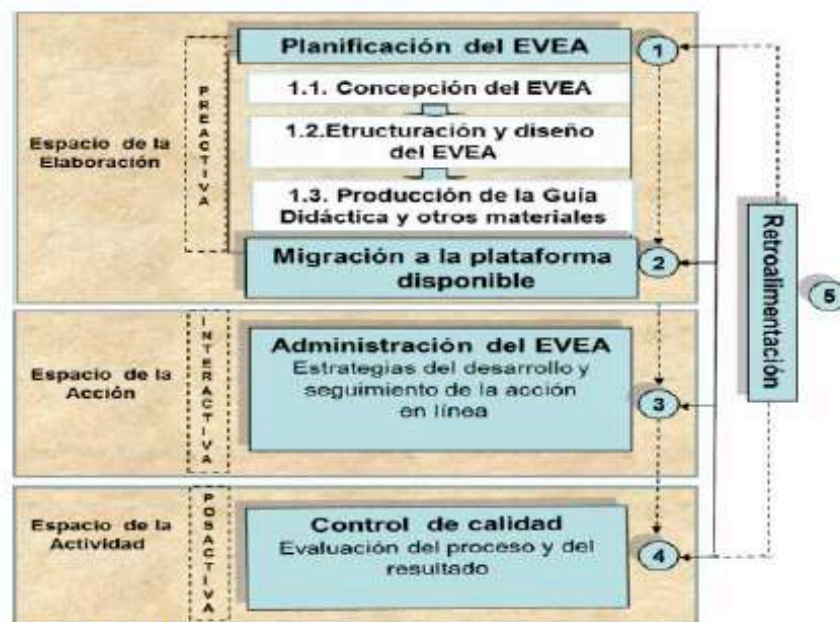 Planificación del EVEA
1
1.1. Concepción del EVEA
1.2.Etructuración y diseño
del EVEA
1.3. Producción de la Guía
Didáctica y otros materiales
Migración a la plataforma
disponible
2
Espacio de la
Elaboración
PREACTIVA
Espacio de la
Acción
INTERACTIVA
Administración del EVEA
Estrategias del desarrollo y
seguimiento de la acción
en línea
3
Espacio de la
Actividad
POSACTIVA
Control de calidad
Evaluación del proceso y del
resultado
4
Retroalimentación
5